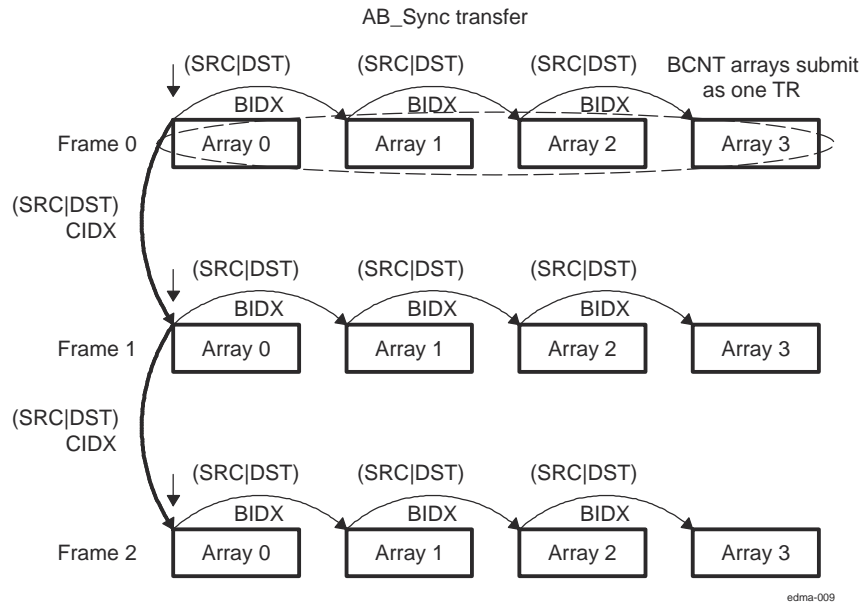 AB_Sync transfer
(SRC|DST) (SRC|DST) (SRC|DST) BCNT arrays submit
as one TR
BIDX BIDX BIDX
Frame 0 Array 0 Array 1 Array 2 Array 3
(SRC|DST)
CIDX
(SRC|DST) (SRC|DST) (SRC|DST)
BIDX BIDX BIDX
Frame 1 Array 0 Array 1 Array 2 Array 3
(SRC|DST)
CIDX
(SRC|DST) (SRC|DST) (SRC|DST)
BIDX BIDX BIDX
Frame 2 Array 0 Array 1 Array 2 Array 3
edma-009